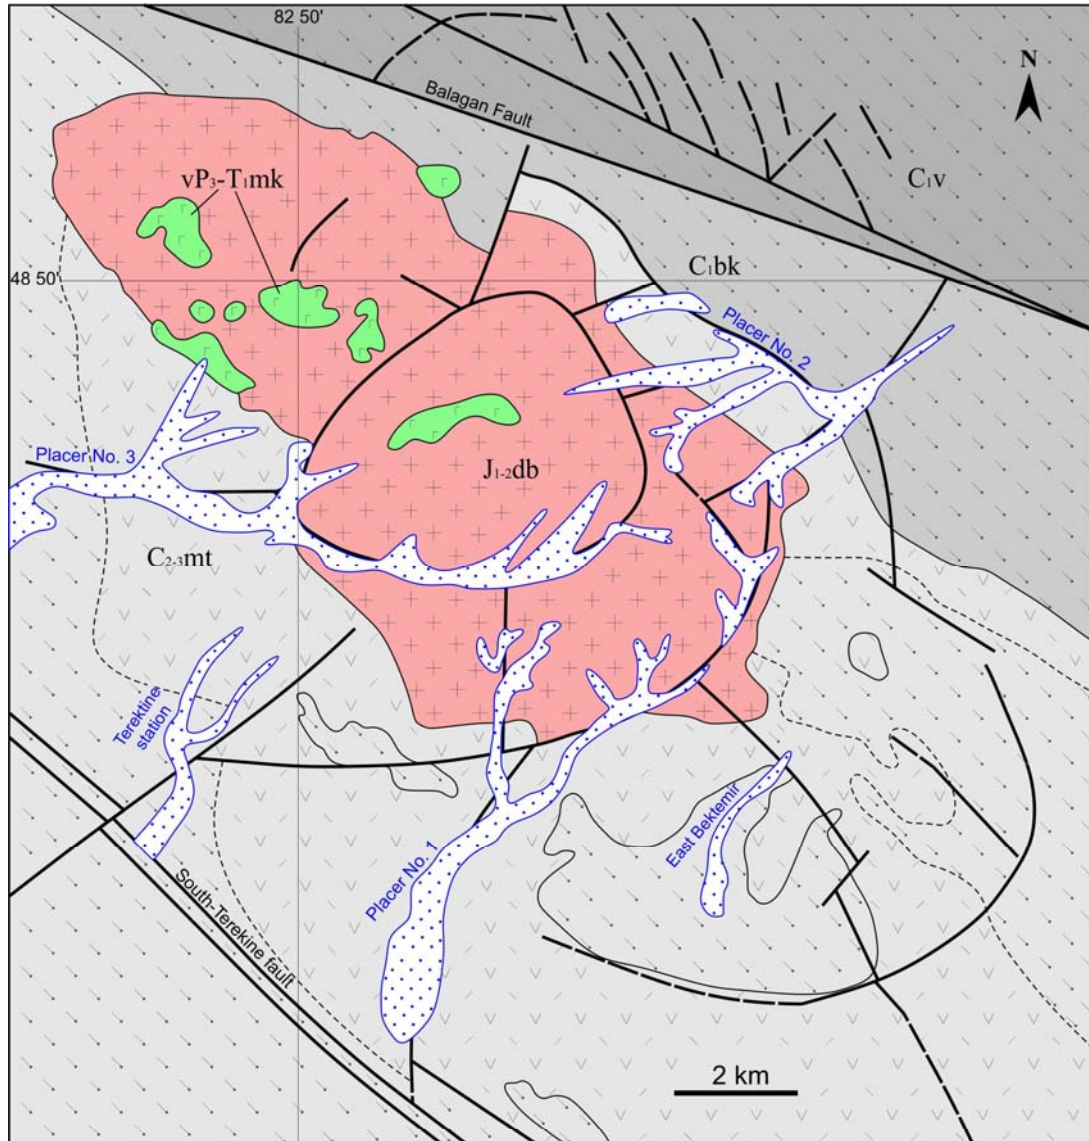 82 50'
N
Balagan Fault
vP₃-T₁mk
C₁v
48 50'
C₁bk
Placer No. 2
Placer No. 3
J₁₋₂db
C₂₋₃mt
Terektine
station
Placer No. 1
East Bektemir
South-Terekine fault
2 km